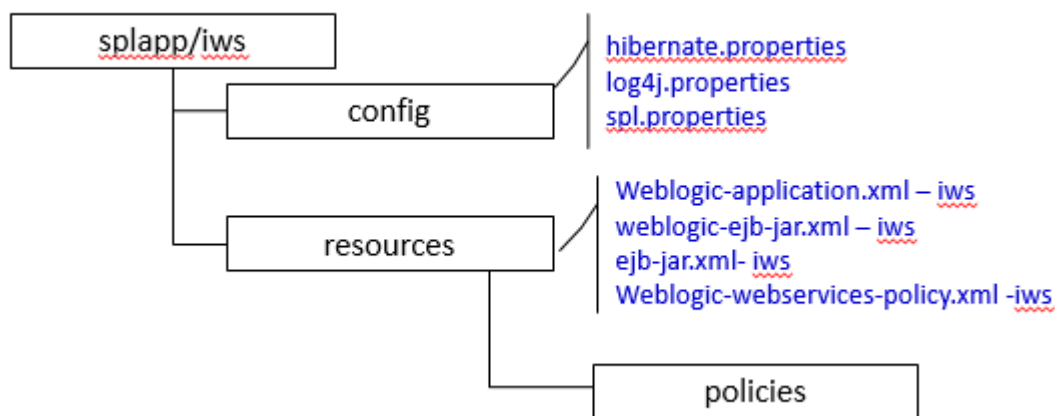 splapp/iws
config
hibernate.properties
log4j.properties
spl.properties
resources
Weblogic-application.xml – iws
weblogic-ejb-jar.xml – iws
ejb-jar.xml- iws
Weblogic-webservices-policy.xml -iws
policies